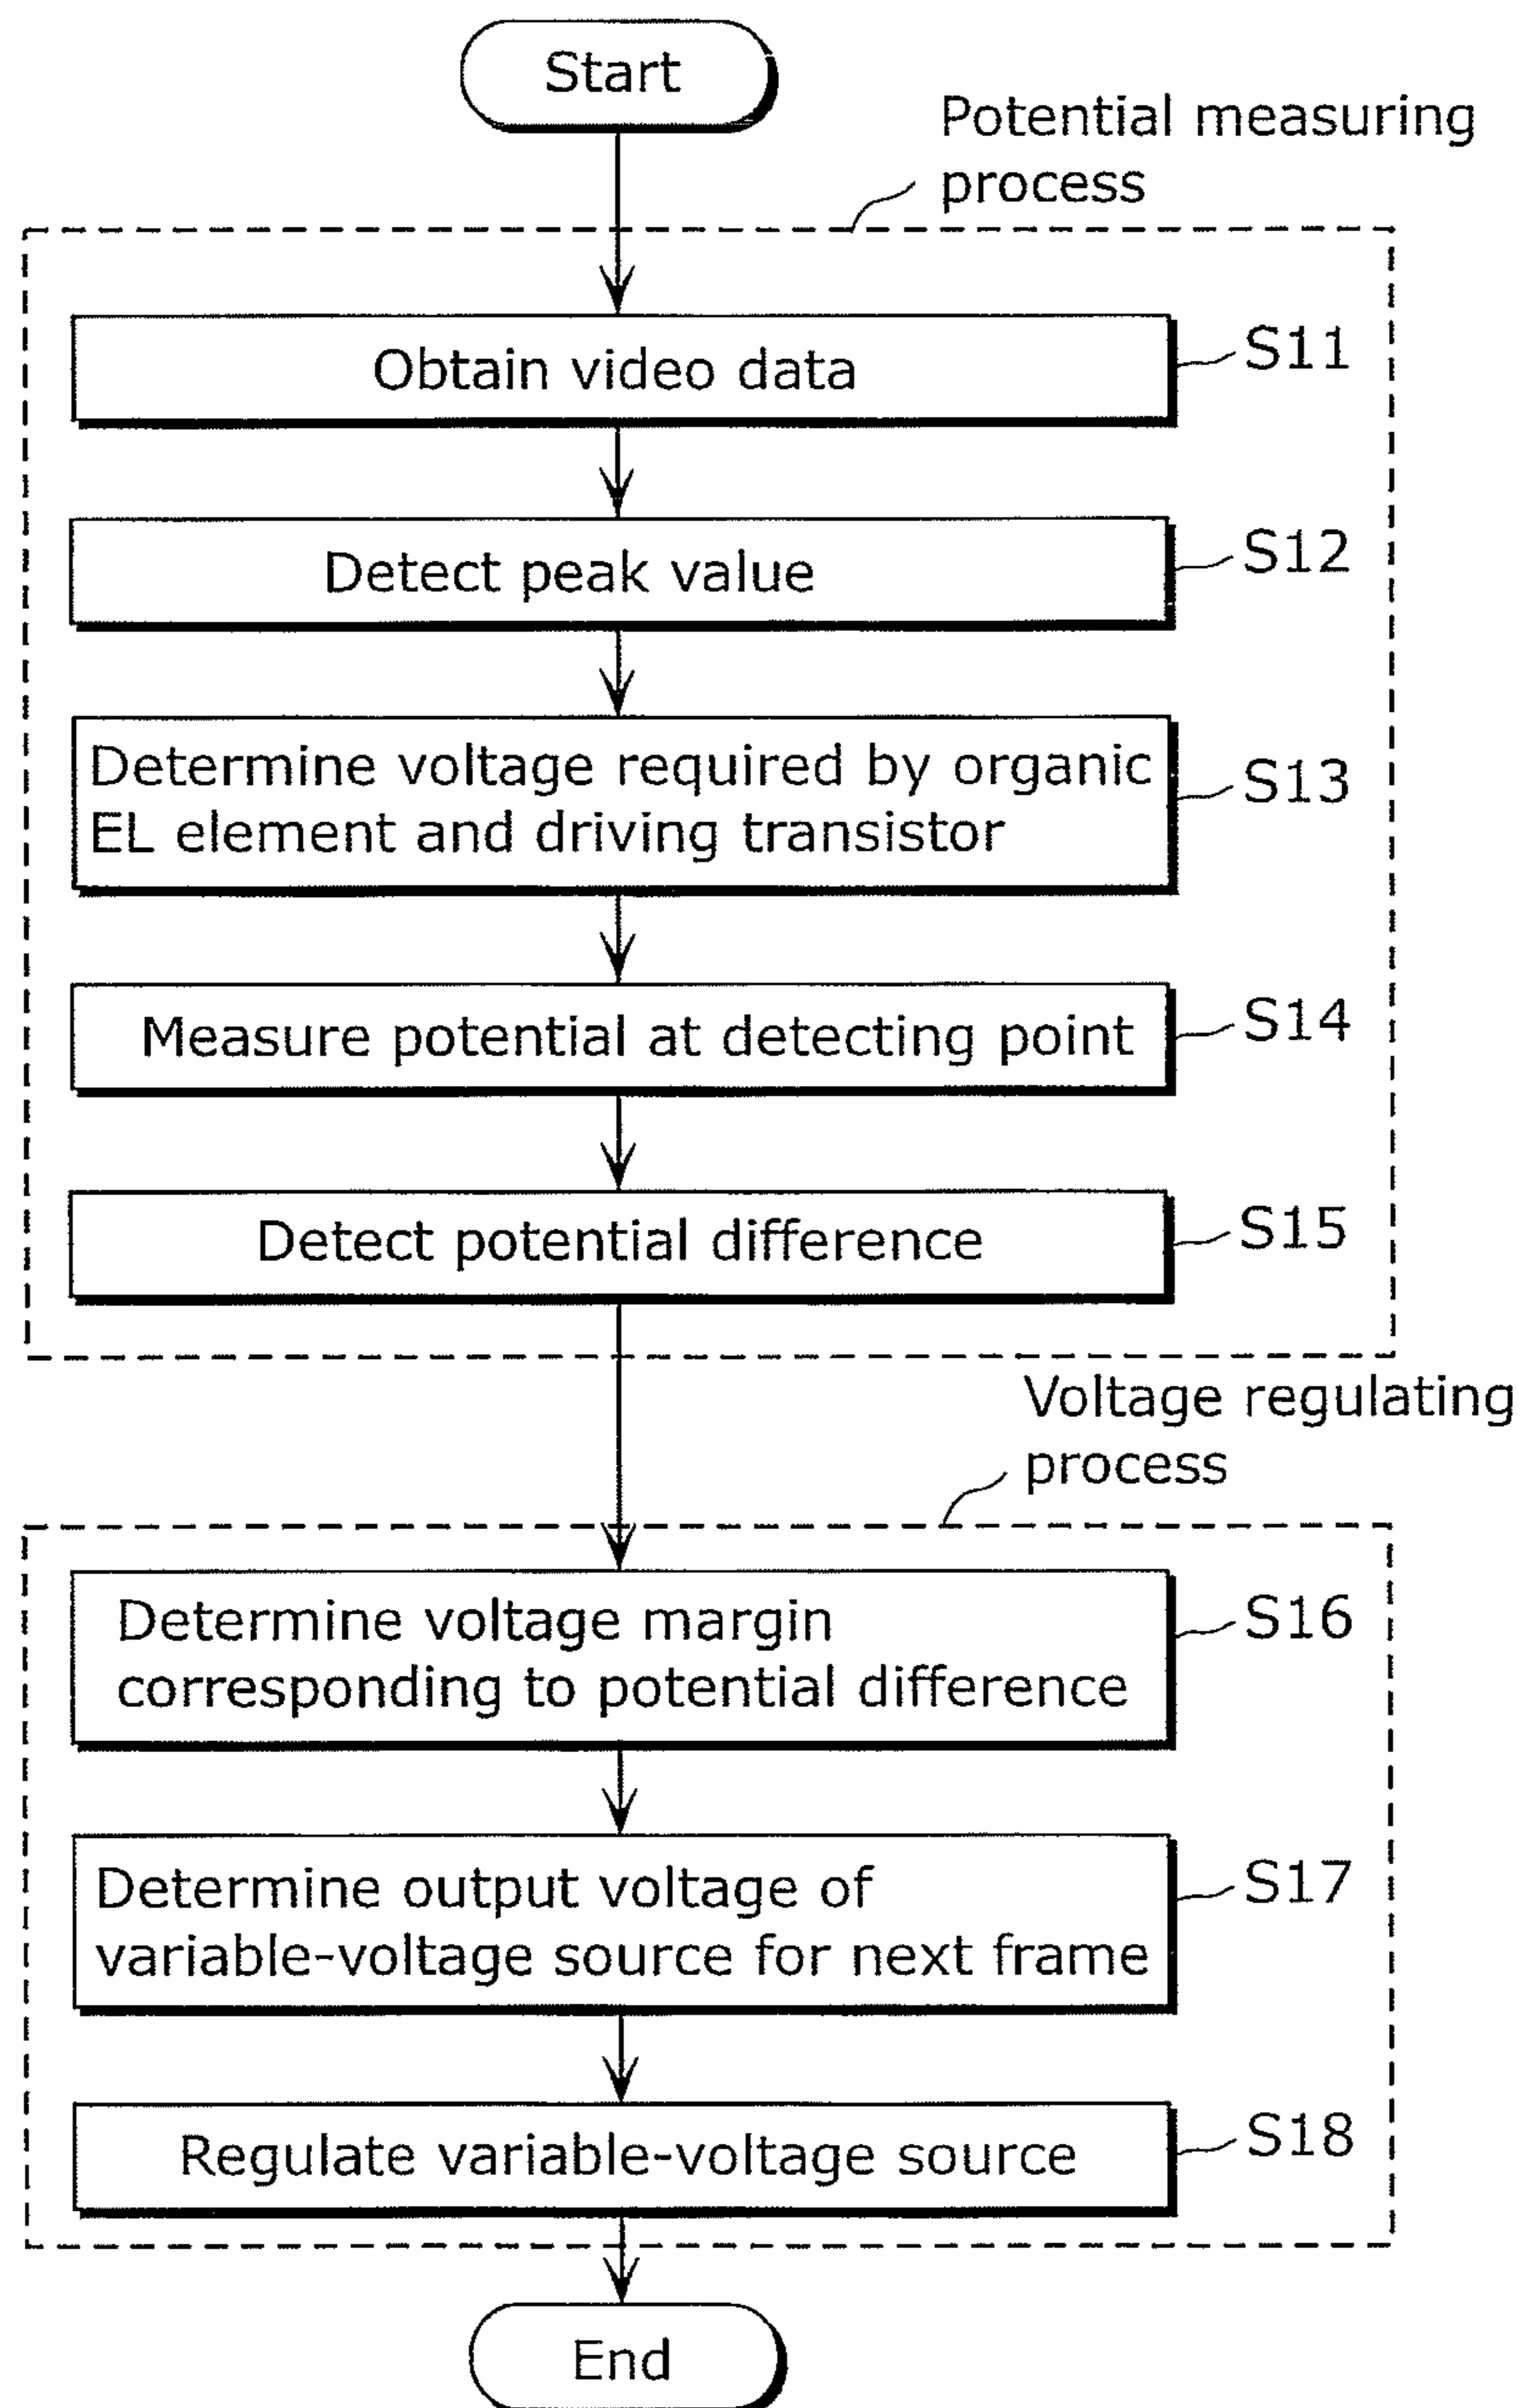 Start
Potential measuring
process
Obtain video data
S11
Detect peak value
S12
Determine voltage required by organic
EL element and driving transistor
S13
Measure potential at detecting point
S14
Detect potential difference
S15
Voltage regulating
process
Determine voltage margin
corresponding to potential difference
S16
Determine output voltage of
variable-voltage source for next frame
S17
Regulate variable-voltage source
S18
End